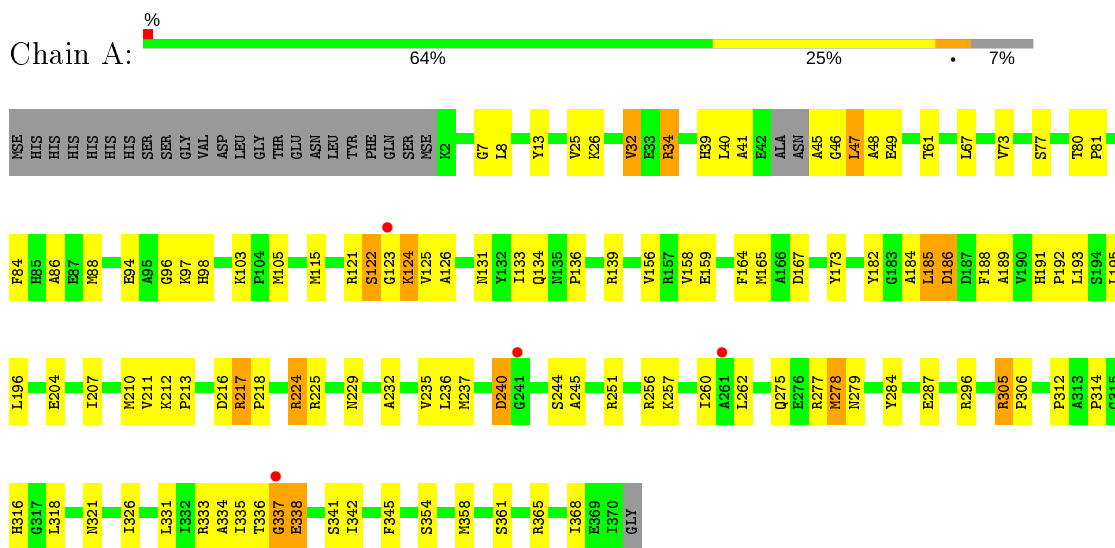 %
Chain A:
64% 25% • 7%
MSE HIS HIS HIS HIS HIS HIS SER SER GLY VAL ASP LEU GLY THR GLU ASN LEU TYR PHE GLN SER MSE K2 G7 L8 Y13 V25 K26 V32 E33 R34 H39 L40 A41 E42 ALA ASN A45 G46 L47 A48 E49 T61 L67 V73 S77 T80 P81
F84 H85 A86 E87 M88 E94 A95 G96 K97 H98 K103 P104 M105 M115 R121 S122 G123 K124 V125 A126 N131 Y132 I133 Q134 N135 P136 R139 V156 R157 V158 E159 F164 M165 A166 D167 Y173 Y182 G183 A184 L185 D186 D187 F188 A189 V190 H191 P192 L193 S194 L195
L196 E204 I207 M210 V211 K212 P213 D216 R217 P218 R224 R225 N229 A232 V235 L236 M237 D240 G241 S244 A245 R251 R256 K257 I260 A261 L262 Q275 E276 R277 M278 N279 Y284 E287 R296 R305 P306 P312 A313 P314 G315
H316 G317 L318 N321 I326 L331 I332 R333 A334 I335 T336 G337 E338 S341 I342 F345 S354 M358 S361 R365 I368 E369 I370 GLY